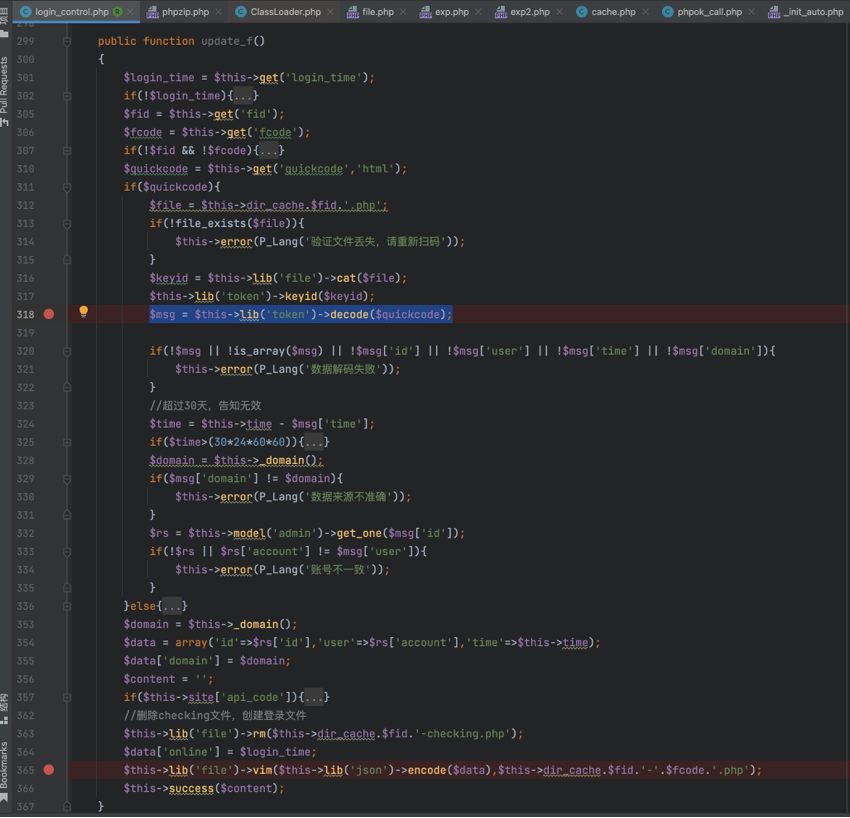 项目
Pull Requests
结构
Bookmarks
login_control.php 8 phpzip.php ClassLoader.php file.php exp.php exp2.php cache.php phpok_call.php _init_auto.php
299 public function update_f()
300 {
301 $login_time = $this->get('login_time');
302 if(!$login_time){...}
305 $fid = $this->get('fid');
306 $fcode = $this->get('fcode');
307 if(!$fid && !$fcode){...}
310 $quickcode = $this->get('quickcode','html');
311 if($quickcode){
312 $file = $this->dir_cache.$fid.'.php';
313 if(!file_exists($file)){
314 $this->error(P_Lang('验证文件丢失，请重新扫码'));
315 }
316 $keyid = $this->lib('file')->cat($file);
317 $this->lib('token')->keyid($keyid);
318 $msg = $this->lib('token')->decode($quickcode);
319
320 if(!$msg || !is_array($msg) || !$msg['id'] || !$msg['user'] || !$msg['time'] || !$msg['domain']){
321 $this->error(P_Lang('数据解码失败'));
322 }
323 //超过30天，告知无效
324 $time = $this->time - $msg['time'];
325 if($time>(30*24*60*60)){...}
328 $domain = $this->_domain();
329 if($msg['domain'] != $domain){
330 $this->error(P_Lang('数据来源不准确'));
331 }
332 $rs = $this->model('admin')->get_one($msg['id']);
333 if(!$rs || $rs['account'] != $msg['user']){
334 $this->error(P_Lang('账号不一致'));
335 }
336 }else{...}
353 $domain = $this->_domain();
354 $data = array('id'=>$rs['id'],'user'=>$rs['account'],'time'=>$this->time);
355 $data['domain'] = $domain;
356 $content = '';
357 if($this->site['api_code']){...}
362 //删除checking文件，创建登录文件
363 $this->lib('file')->rm($this->dir_cache.$fid.'-checking.php');
364 $data['online'] = $login_time;
365 $this->lib('file')->vim($this->lib('json')->encode($data),$this->dir_cache.$fid.'-'.$fcode.'.php');
366 $this->success($content);
367 }